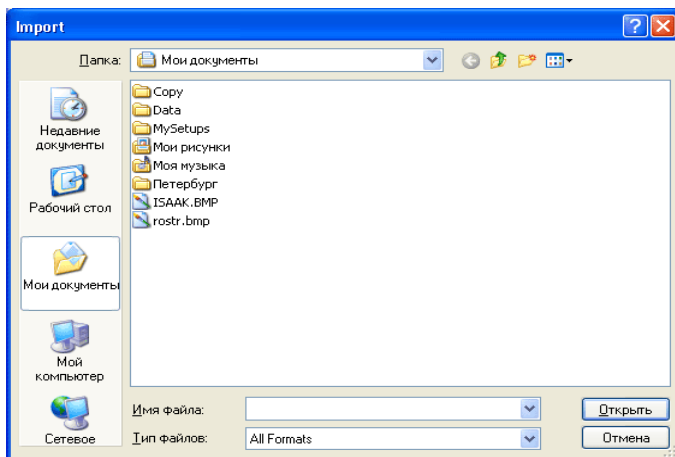 Import
Папка:
Мои документы
Недавние
документы
Рабочий стол
Мои документы
Мой
компьютер
Сетевое
Copy
Data
MySetups
Мои рисунки
Моя музыка
Петербург
ISAAK.BMP
rostr.bmp
Имя файла:
Открыть
Тип файлов:
All Formats
Отмена